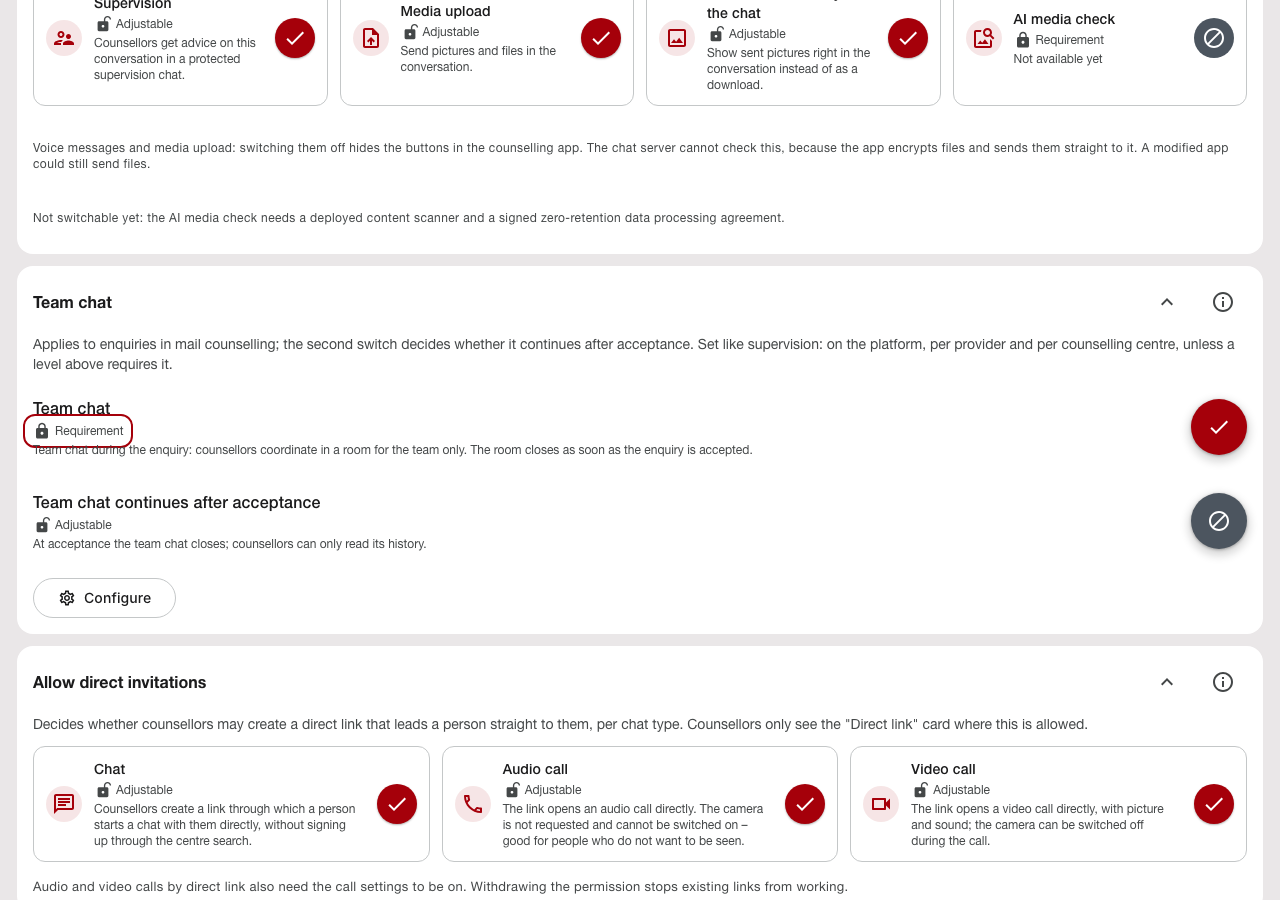 Supervision
Adjustable
Counsellors get advice on this
conversation in a protected
supervision chat.
Media upload
Adjustable
Send pictures and files in the
conversation.
the chat
Adjustable
Show sent pictures right in the
conversation instead of as a
download.
AI media check
Requirement
Not available yet
Voice messages and media upload: switching them off hides the buttons in the counselling app. The chat server cannot check this, because the app encrypts files and sends them straight to it. A modified app
could still send files.
Not switchable yet: the AI media check needs a deployed content scanner and a signed zero-retention data processing agreement.
Team chat
Applies to enquiries in mail counselling; the second switch decides whether it continues after acceptance. Set like supervision: on the platform, per provider and per counselling centre, unless a
level above requires it.
Team chat
Requirement
Team chat during the enquiry: counsellors coordinate in a room for the team only. The room closes as soon as the enquiry is accepted.
Team chat continues after acceptance
Adjustable
At acceptance the team chat closes; counsellors can only read its history.
Configure
Allow direct invitations
Decides whether counsellors may create a direct link that leads a person straight to them, per chat type. Counsellors only see the "Direct link" card where this is allowed.
Chat
Adjustable
Counsellors create a link through which a person
starts a chat with them directly, without signing
up through the centre search.
Audio call
Adjustable
The link opens an audio call directly. The camera
is not requested and cannot be switched on –
good for people who do not want to be seen.
Video call
Adjustable
The link opens a video call directly, with picture
and sound; the camera can be switched off
during the call.
Audio and video calls by direct link also need the call settings to be on. Withdrawing the permission stops existing links from working.